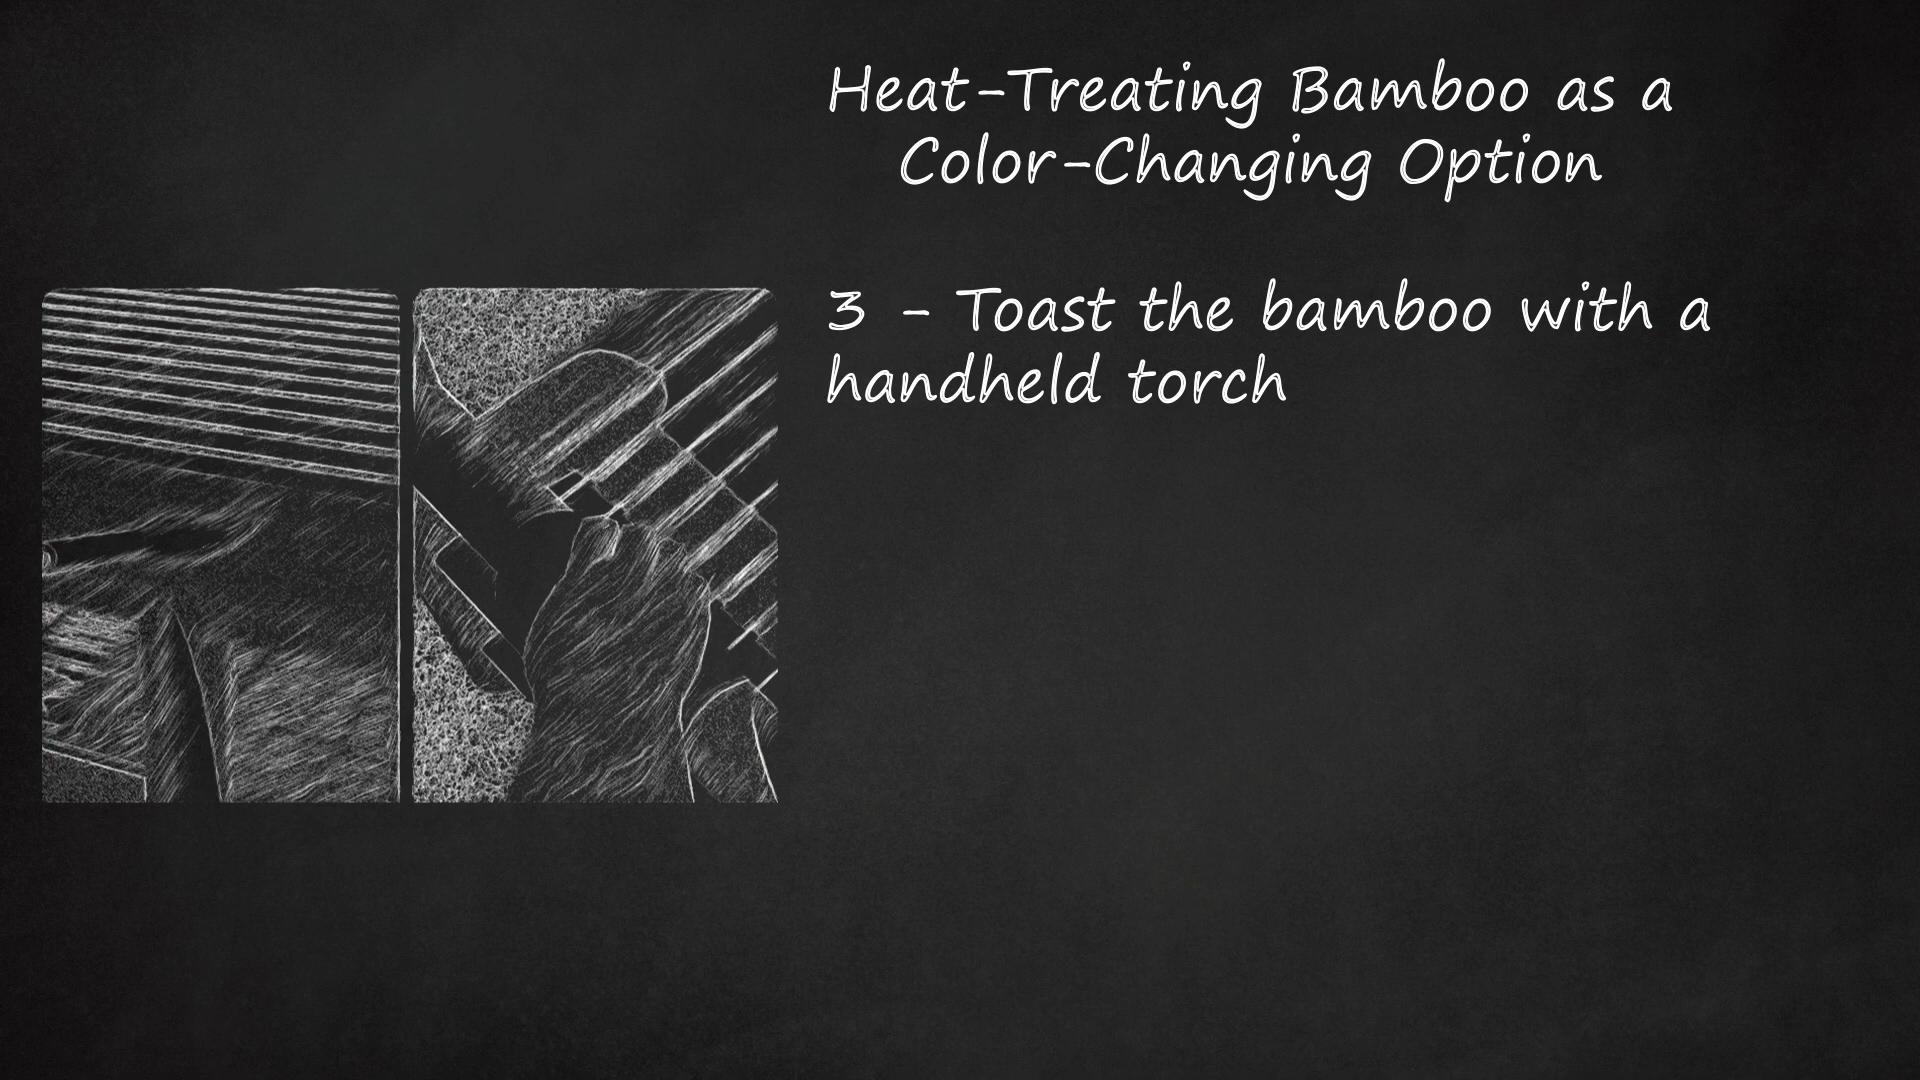 Heat-Treating Bamboo as a
Color-Changing Option
3 - Toast the bamboo with a
handheld torch